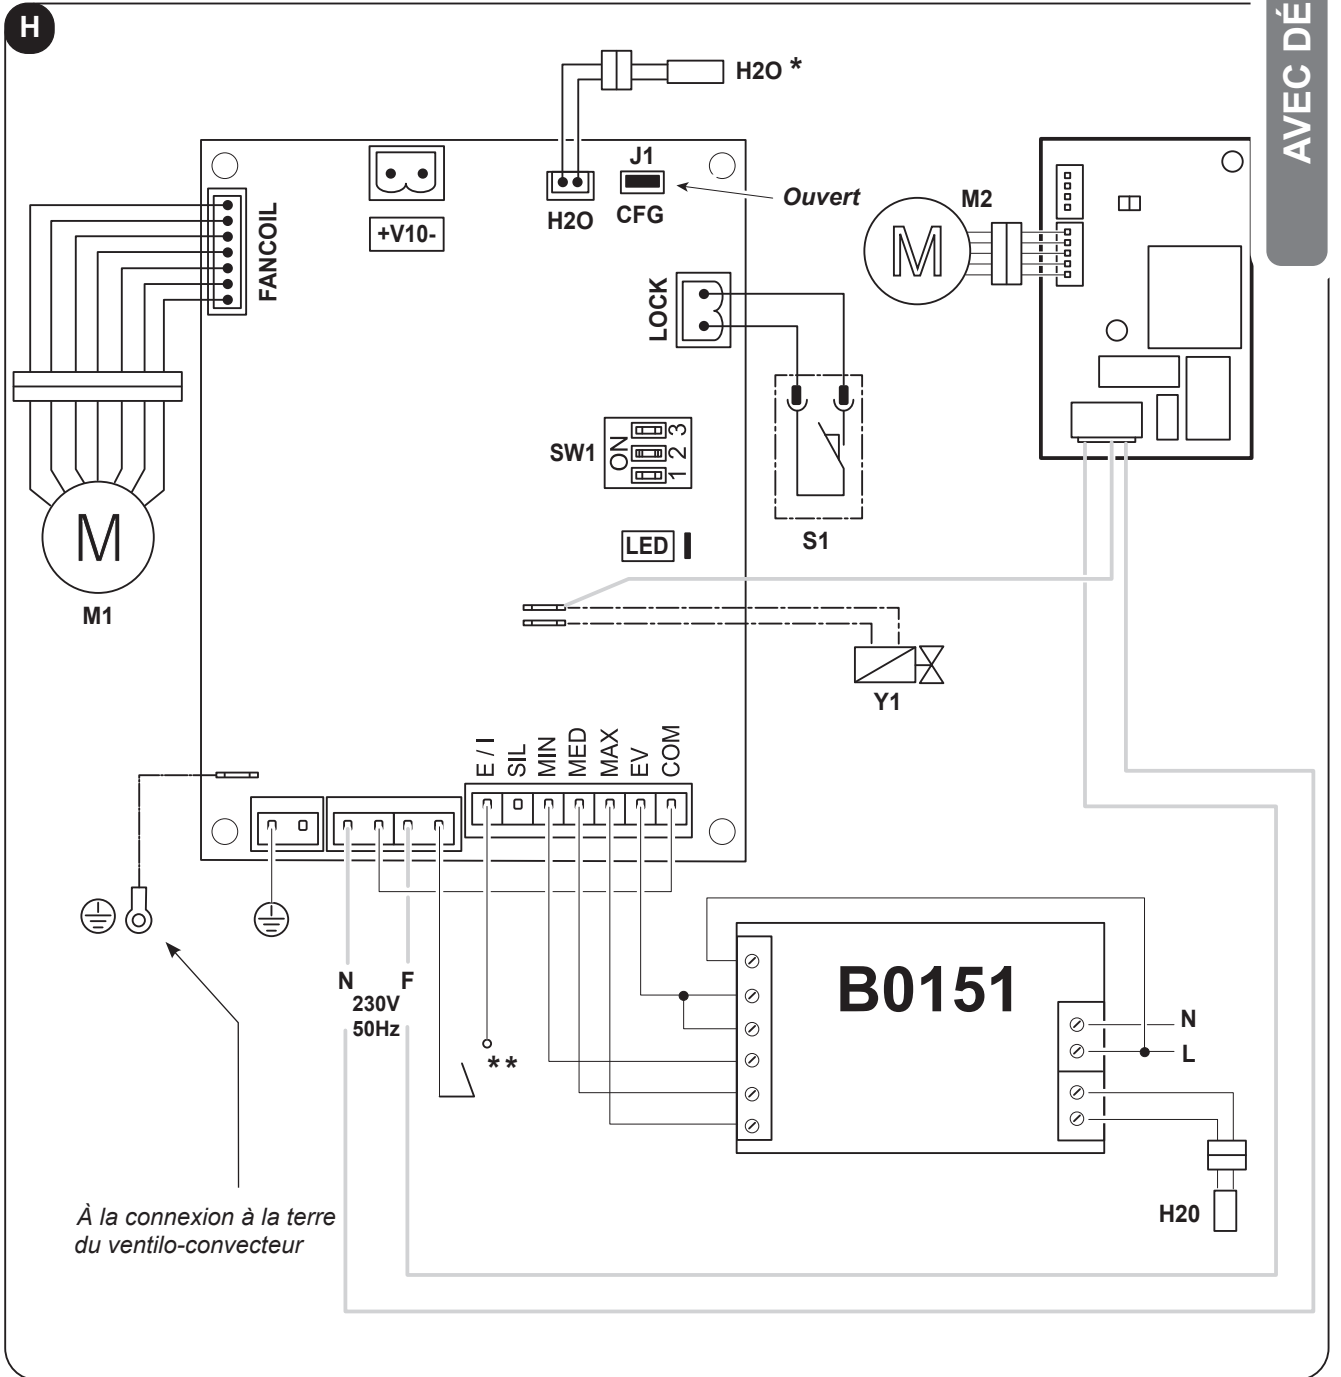 H
AVEC DÉ
H2O *
J1
Ouvert
H2O
CFG
+V10-
FANCOIL
LOCK
M2
M
SW1
ON
1 2 3
S1
LED
M
M1
Y1
E / I
SIL
MIN
MED
MAX
EV
COM
B0151
N
F
230V
50Hz
**
N
L
H20
À la connexion à la terre
du ventilo-convecteur